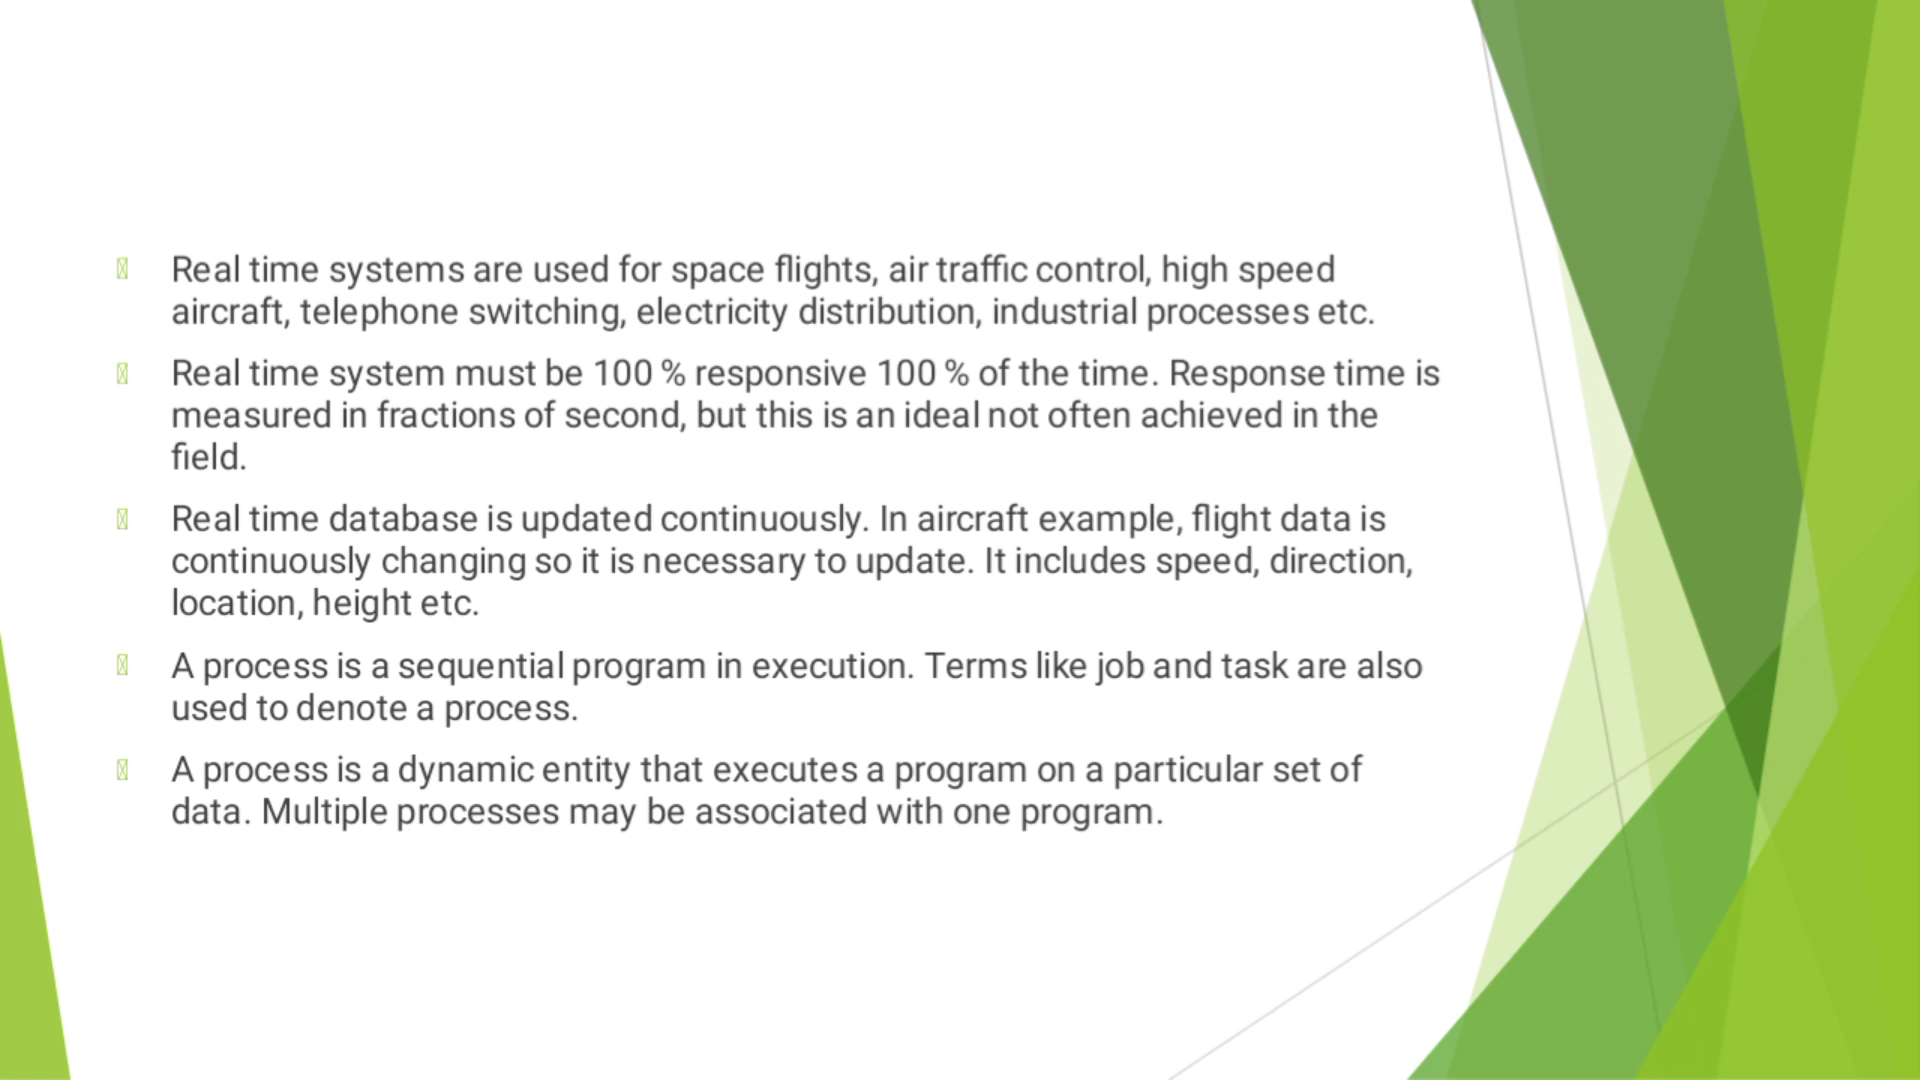 Real time systems are used for space flights, air traffic control, high speed
aircraft, telephone switching, electricity distribution, industrial processes etc.
Real time system must be 100 % responsive 100 % of the time. Response time is
measured in fractions of second, but this is an ideal not often achieved in the
field.
Real time database is updated continuously. In aircraft example, flight data is
continuously changing so it is necessary to update. It includes speed, direction,
location, height etc.
A process is a sequential program in execution. Terms like job and task are also
used to denote a process.
A process is a dynamic entity that executes a program on a particular set of
data. Multiple processes may be associated with one program.